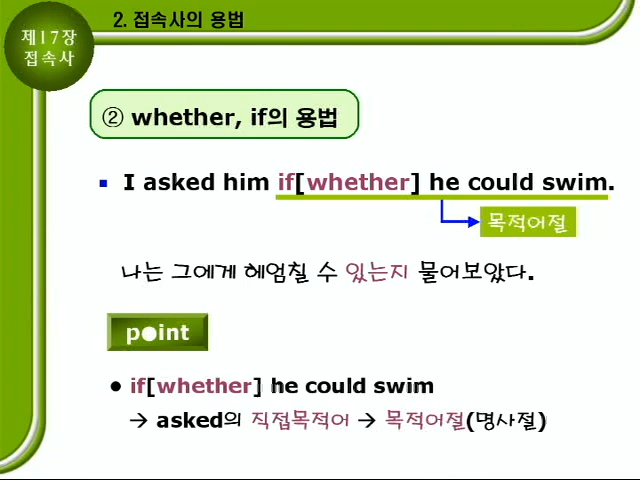 2. 접속사의 용법
제17장
접속사
② whether, if의 용법
I asked him if[whether] he could swim.
목적어절
나는 그에게 헤엄칠 수 있는지 물어보았다.
point
● if[whether] he could swim
→ asked의 직접목적어 → 목적어절(명사절)